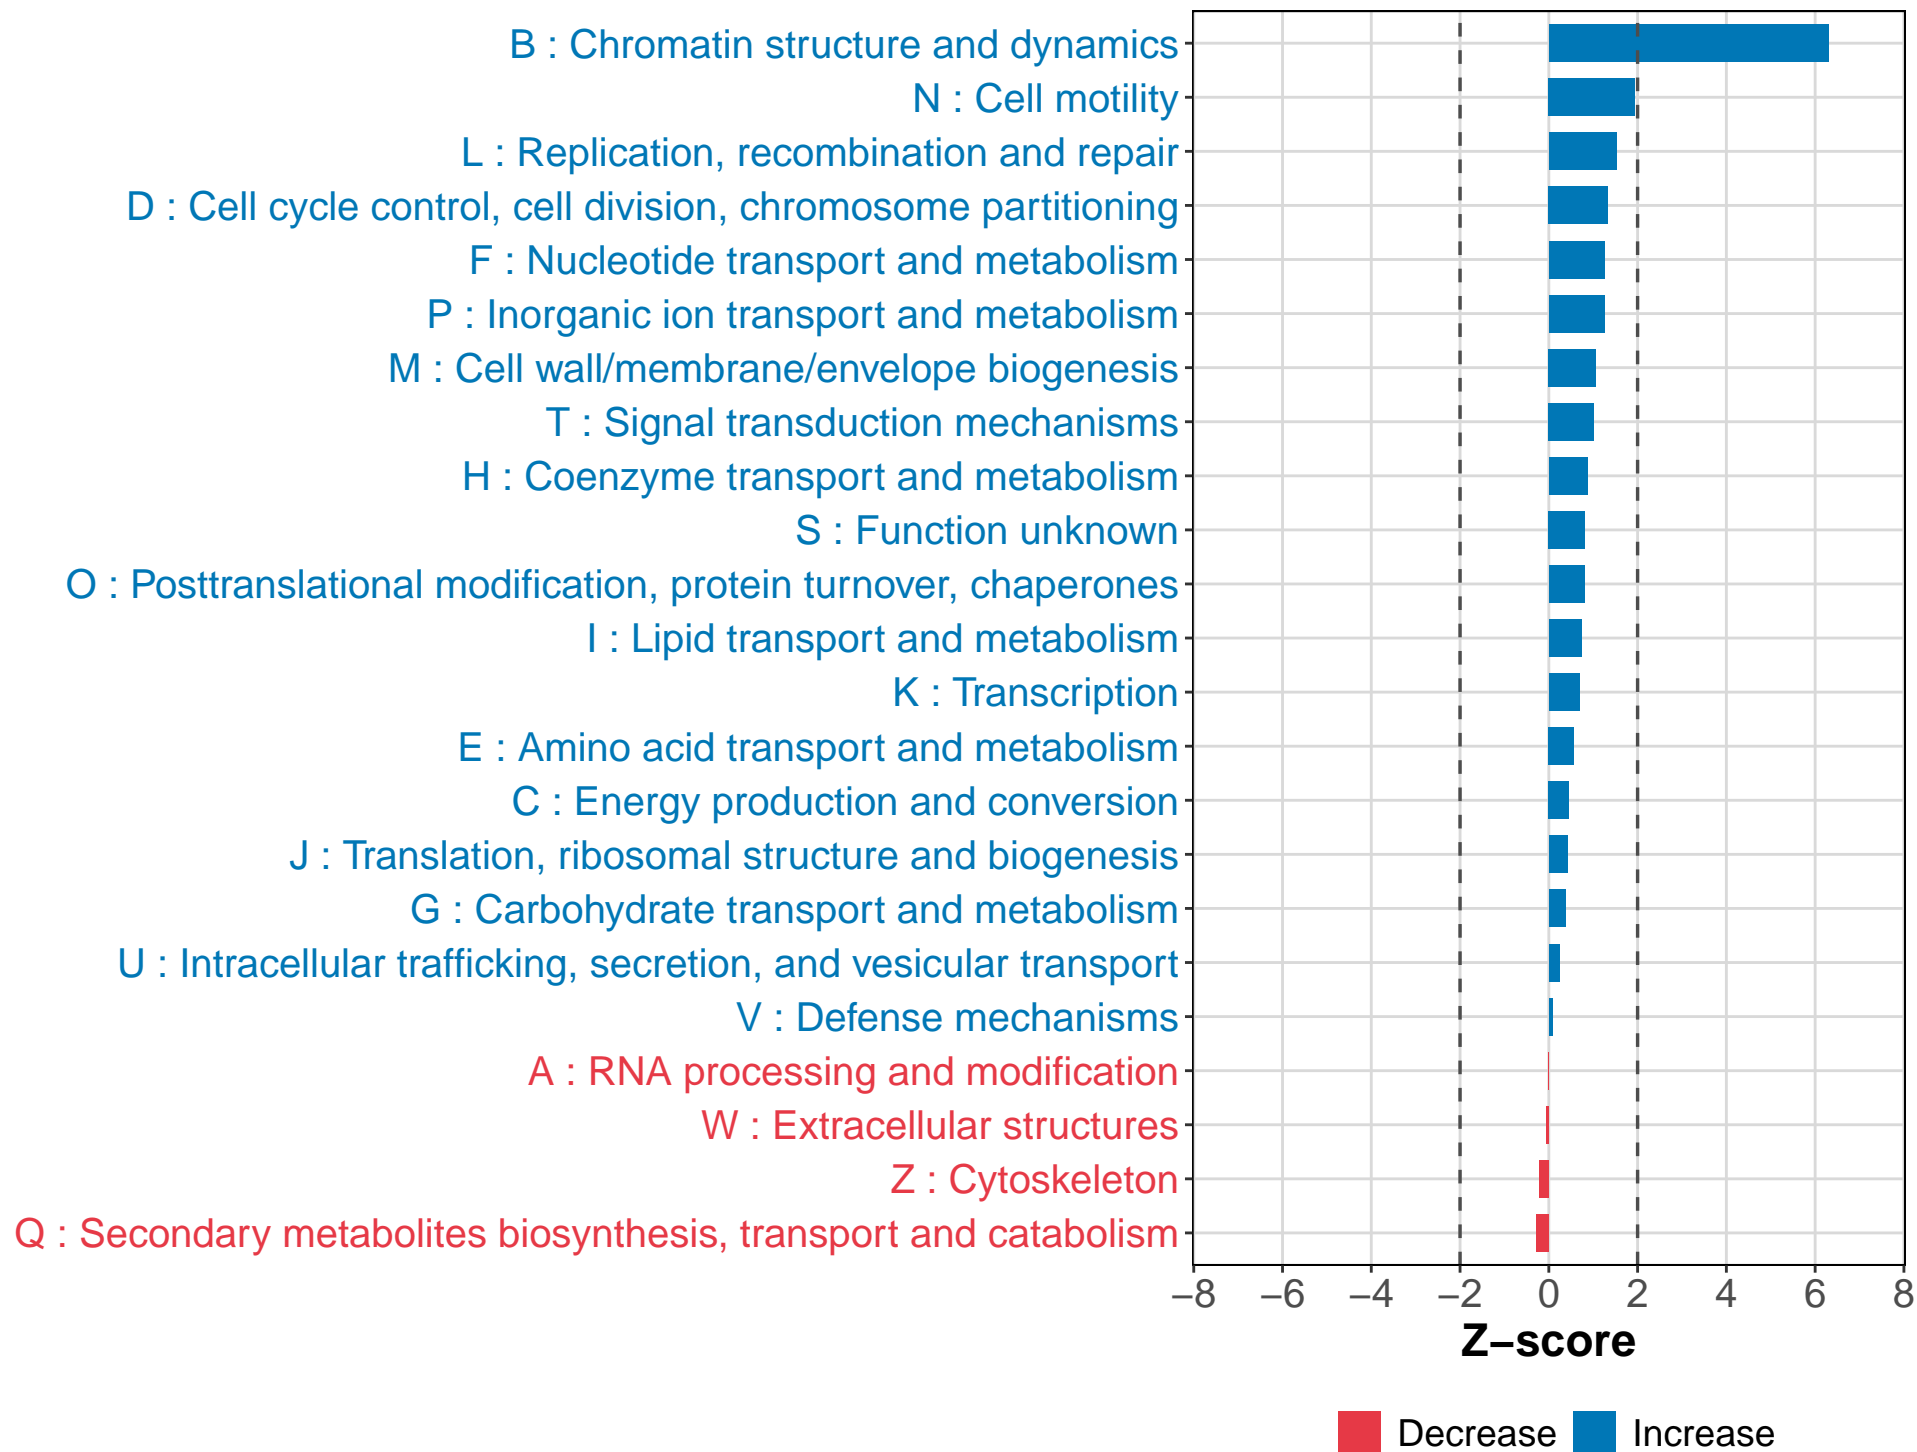 B : Chromatin structure and dynamics
N : Cell motility
L : Replication, recombination and repair
D : Cell cycle control, cell division, chromosome partitioning
F : Nucleotide transport and metabolism
P : Inorganic ion transport and metabolism
M : Cell wall/membrane/envelope biogenesis
T : Signal transduction mechanisms
H : Coenzyme transport and metabolism
S : Function unknown
O : Posttranslational modification, protein turnover, chaperones
I : Lipid transport and metabolism
K : Transcription
E : Amino acid transport and metabolism
C : Energy production and conversion
J : Translation, ribosomal structure and biogenesis
G : Carbohydrate transport and metabolism
U : Intracellular trafficking, secretion, and vesicular transport
V : Defense mechanisms
A : RNA processing and modification
W : Extracellular structures
Z : Cytoskeleton
Q : Secondary metabolites biosynthesis, transport and catabolism
−8 −6 −4 −2 0 2 4 6 8
Z−score
Decrease Increase